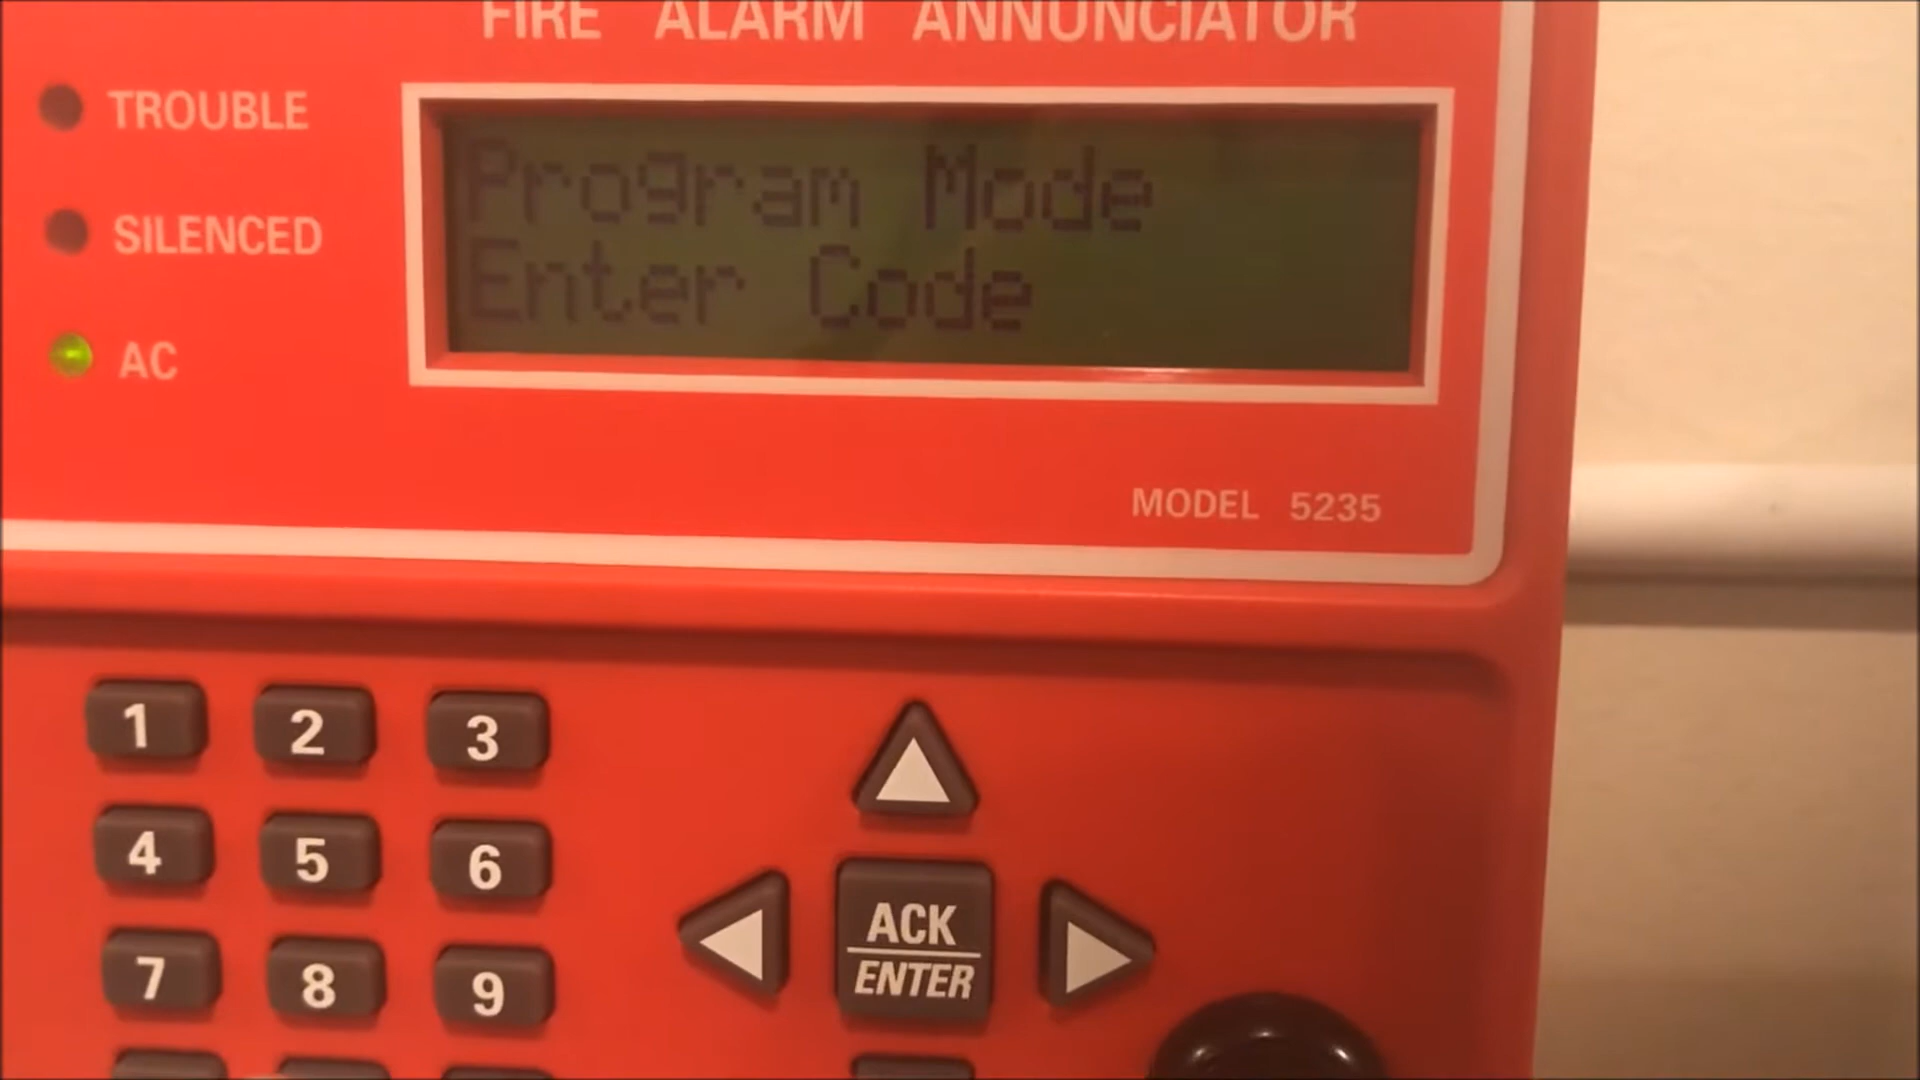 FIRE ALARM ANNUNCIATOR
TROUBLE
SILENCED
AC
Program Mode
Enter Code
MODEL 5235
1 2 3
4 5 6
7 8 9
ACK
ENTER